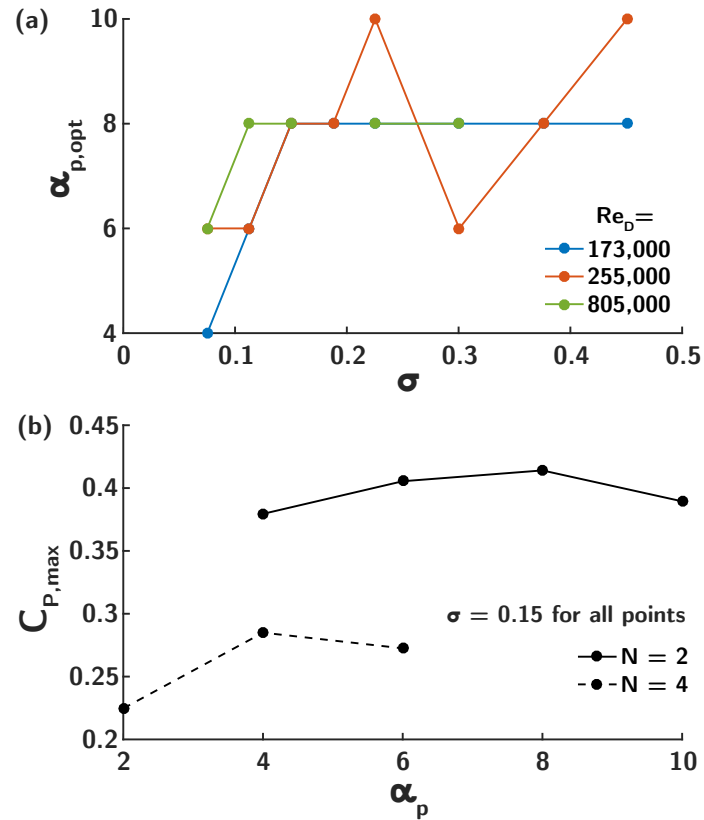 (a)
10
8
6
4
α_p,opt
0
0.1
0.2
0.3
0.4
0.5
σ
Re_D=
173,000
255,000
805,000
(b)
0.45
0.4
0.35
0.3
0.25
0.2
C_P,max
2
4
6
8
10
α_p
σ = 0.15 for all points
N = 2
N = 4